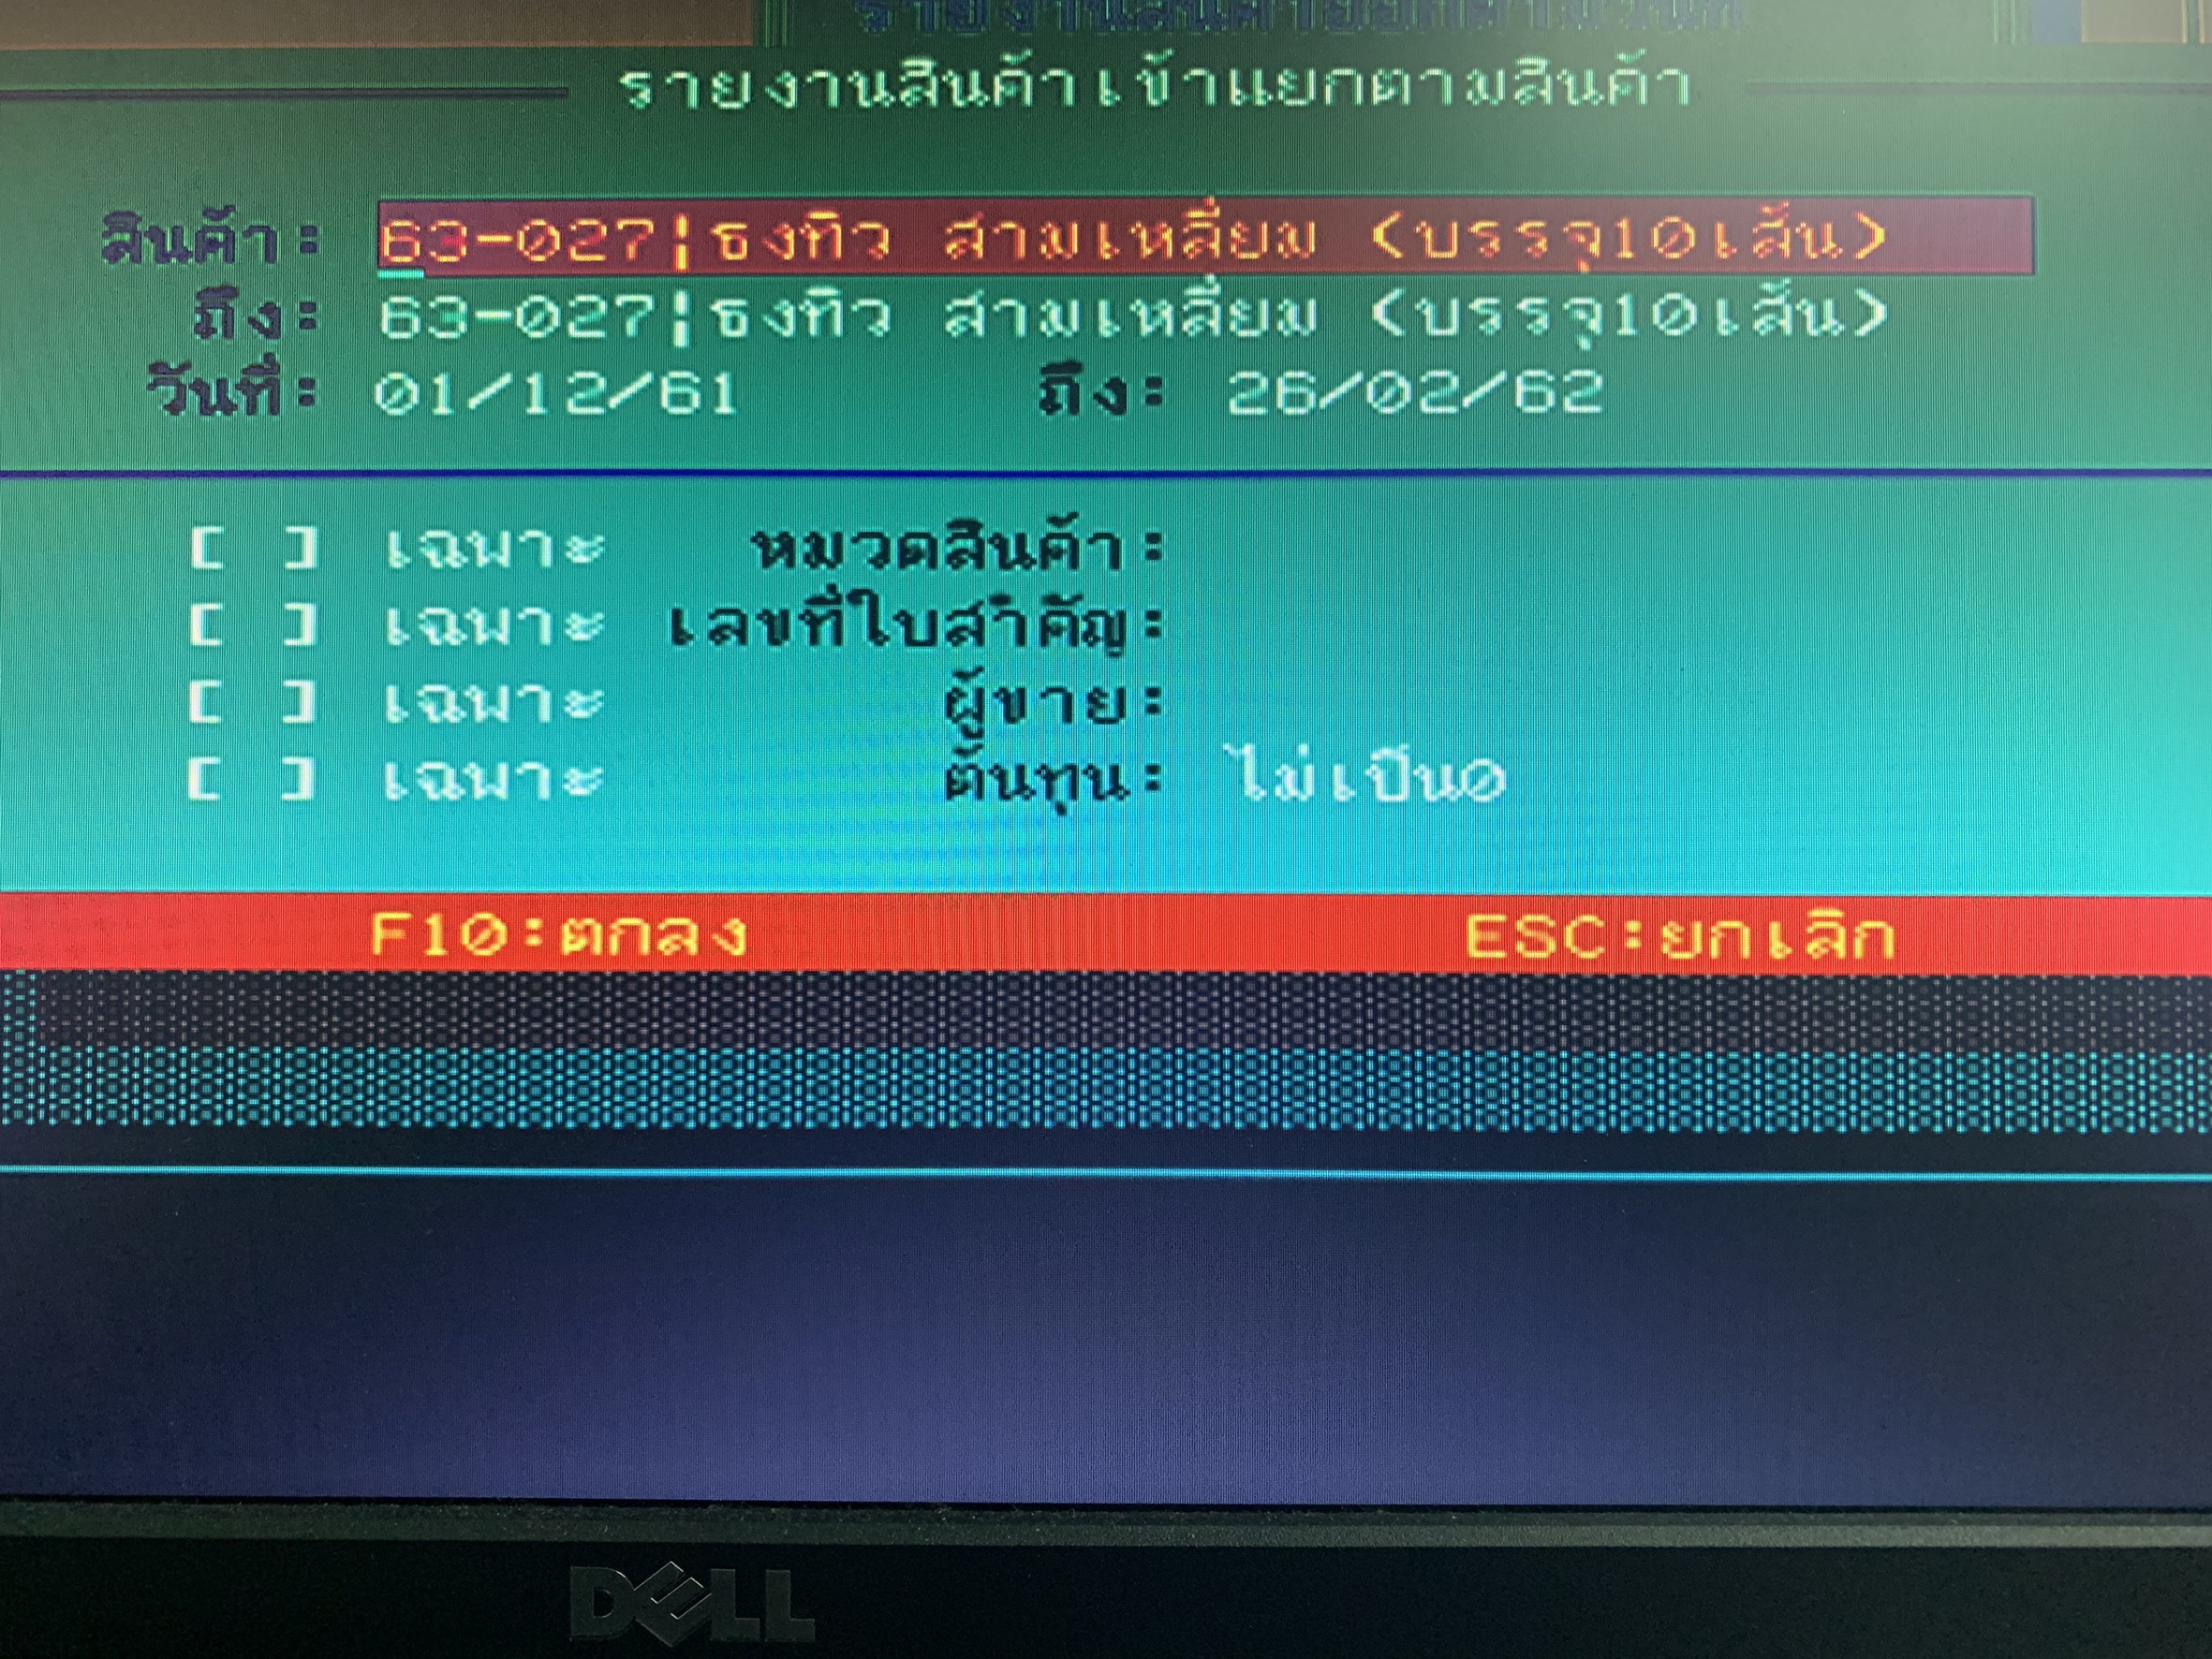 รายงานสินค้าเข้าแยกตามสินค้า
สินค้า: 63-027¦ธงทิว สามเหลี่ยม (บรรจุ10เส้น)
ถึง: 63-027¦ธงทิว สามเหลี่ยม (บรรจุ10เส้น)
วันที่: 01/12/61 ถึง: 26/02/62
[ ] เฉพาะ หมวดสินค้า:
[ ] เฉพาะ เลขที่ใบสำคัญ:
[ ] เฉพาะ ผู้ขาย:
[ ] เฉพาะ ต้นทุน: ไม่เป็น0
F10:ตกลง ESC:ยกเลิก
DELL